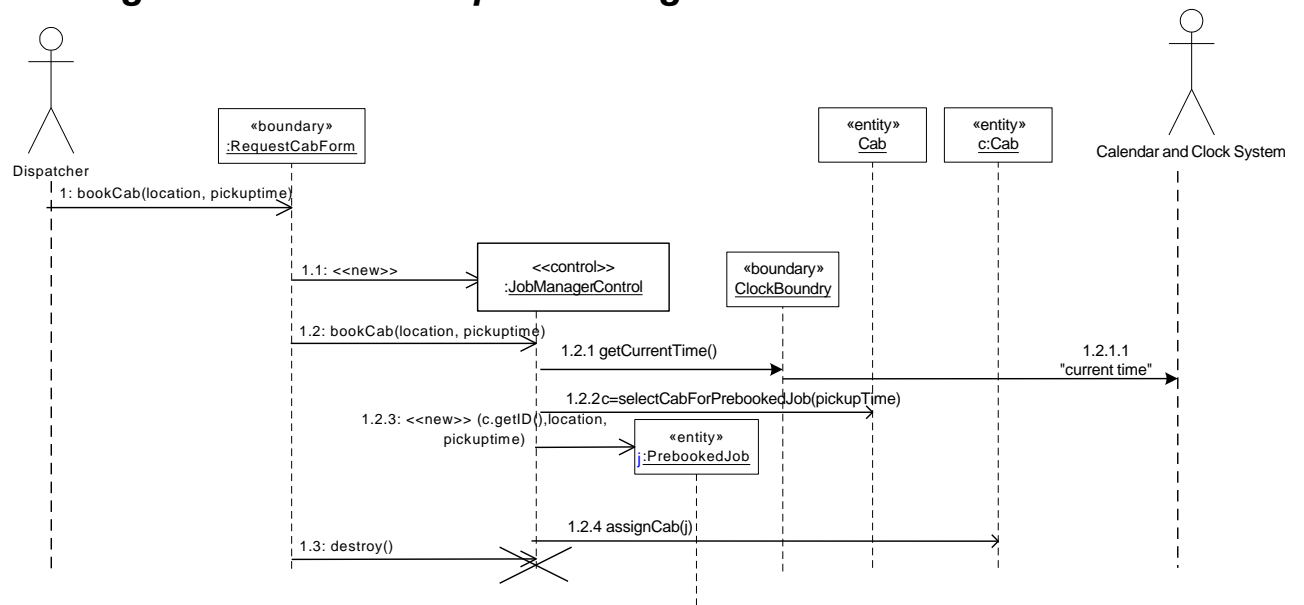 Dispatcher
«boundary»
:RequestCabForm
«entity»
Cab
«entity»
c:Cab
Calendar and Clock System
1: bookCab(location, pickuptime)
1.1: <<new>>
<<control>>
:JobManagerControl
«boundary»
ClockBoundry
1.2: bookCab(location, pickuptime)
1.2.1 getCurrentTime()
1.2.1.1
"current time"
1.2.2c=selectCabForPrebookedJob(pickupTime)
1.2.3: <<new>> (c.getID(),location,
pickuptime)
«entity»
j:PrebookedJob
1.2.4 assignCab(j)
1.3: destroy()